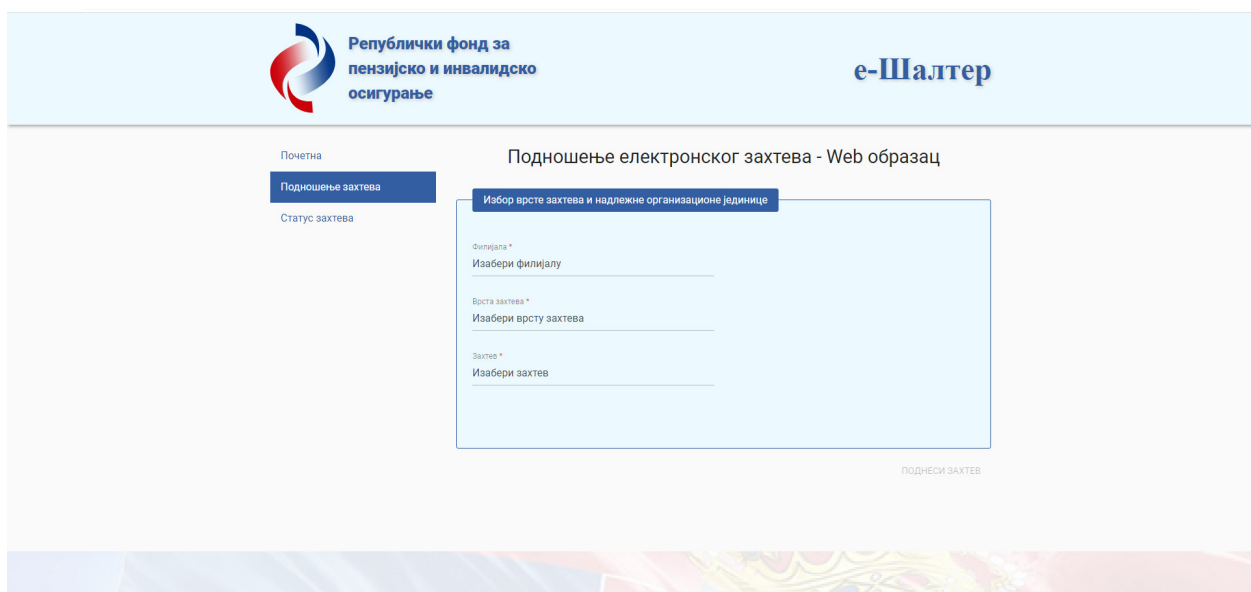 Републички фонд за
пензијско и инвалидско
осигурање
е-Шалтер
Почетна
Подношење захтева
Статус захтева
Подношење електронског захтева - Web образац
Избор врсте захтева и надлежне организационе јединице
Филијала *
Изабери филијалу
Врста захтева *
Изабери врсту захтева
Захтев *
Изабери захтев
ПОДНЕСИ ЗАХТЕВ